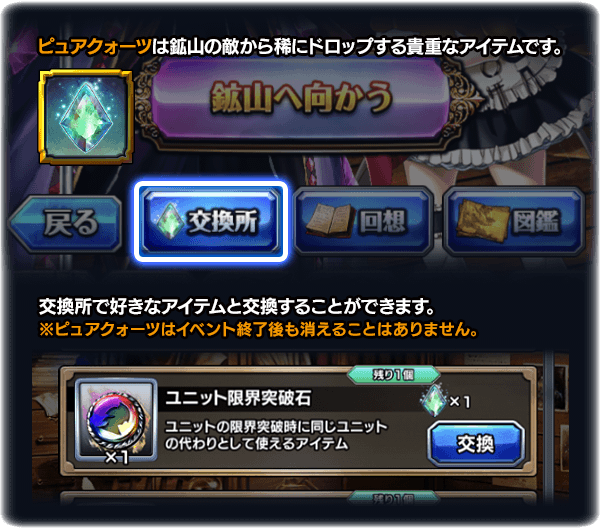 ピュアクォーツは鉱山の敵から稀にドロップする貴重なアイテムです。
鉱山へ向かう
戻る
交換所
回想
図鑑
交換所で好きなアイテムと交換することができます。
※ピュアクォーツはイベント終了後も消えることはありません。
残り1個
ユニット限界突破石
×1
ユニットの限界突破時に同じユニット
の代わりとして使えるアイテム
×1
交換
残り1個